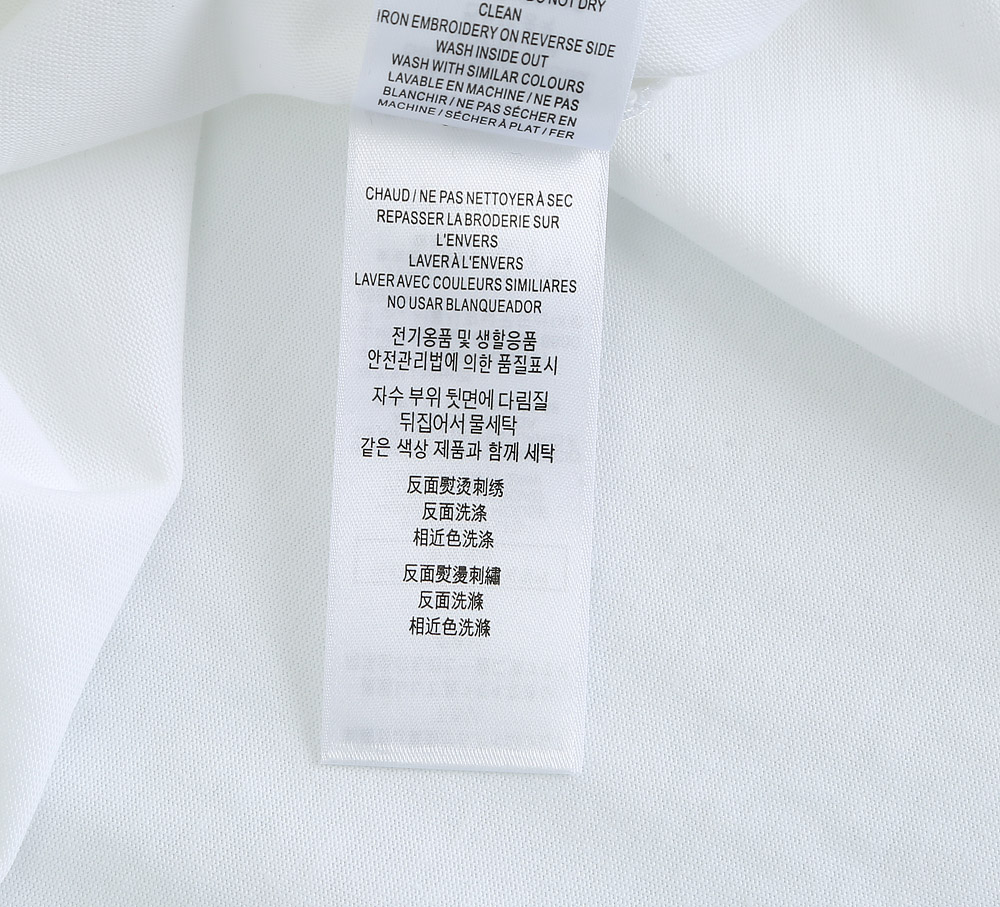 DO NOT DRY
CLEAN
IRON EMBROIDERY ON REVERSE SIDE
WASH INSIDE OUT
WASH WITH SIMILAR COLOURS
LAVABLE EN MACHINE / NE PAS
BLANCHIR / NE PAS SÉCHER EN
MACHINE / SÉCHER À PLAT / FER
CHAUD / NE PAS NETTOYER À SEC
REPASSER LA BRODERIE SUR
L'ENVERS
LAVER À L'ENVERS
LAVER AVEC COULEURS SIMILIARES
NO USAR BLANQUEADOR
전기용품 및 생활용품
안전관리법에 의한 품질표시
자수 부위 뒷면에 다림질
뒤집어서 물세탁
같은 색상 제품과 함께 세탁
反面熨烫刺绣
反面洗涤
相近色洗涤
反面熨燙刺繡
反面洗滌
相近色洗滌